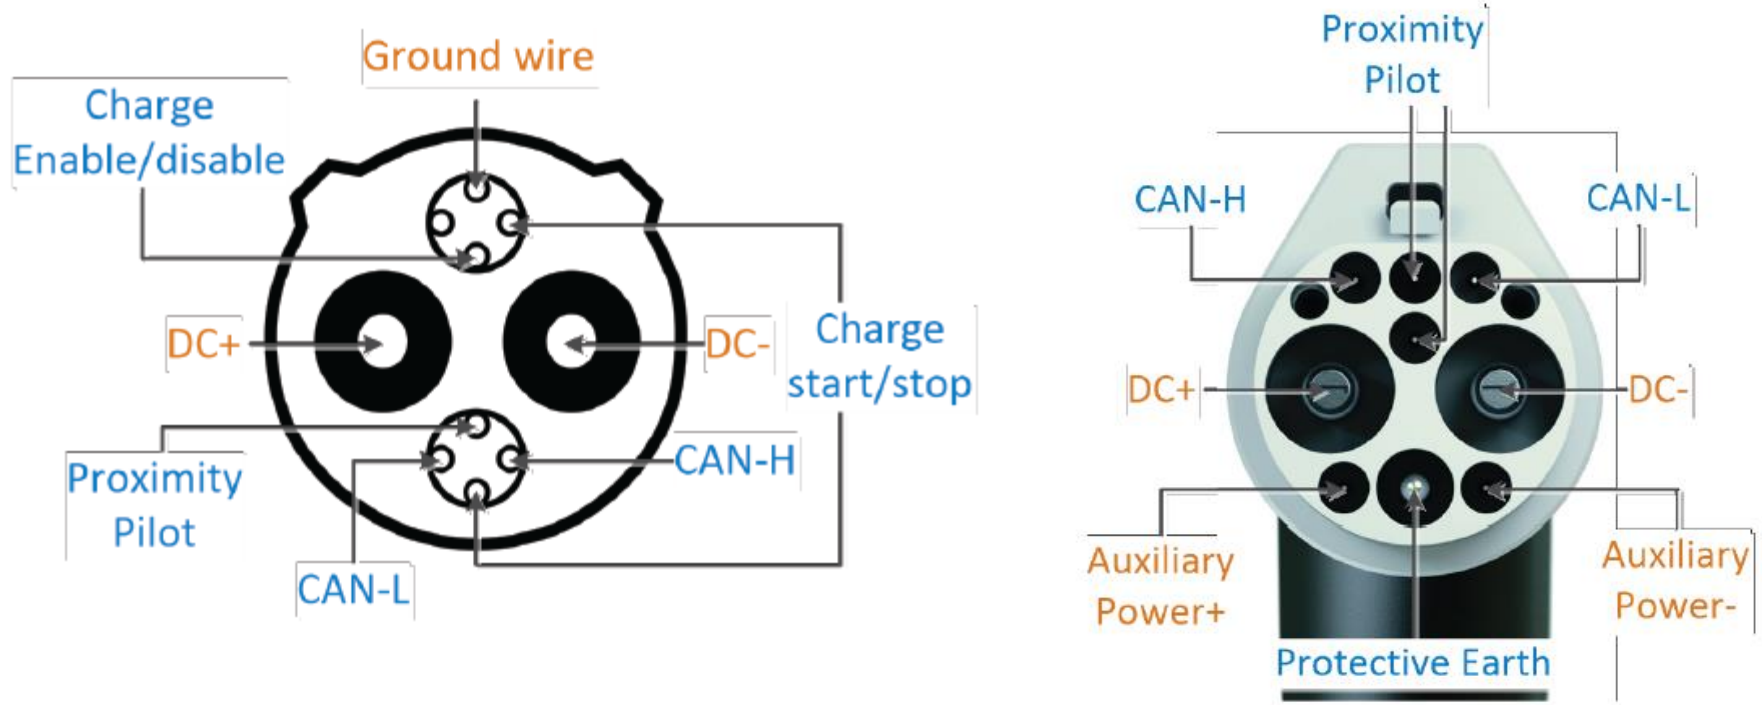 Ground wire
Charge
Enable/disable
DC+
DC-
Charge
start/stop
Proximity
Pilot
CAN-H
CAN-L
Proximity
Pilot
CAN-H
CAN-L
DC+
DC-
Auxiliary
Power+
Auxiliary
Power-
Protective Earth